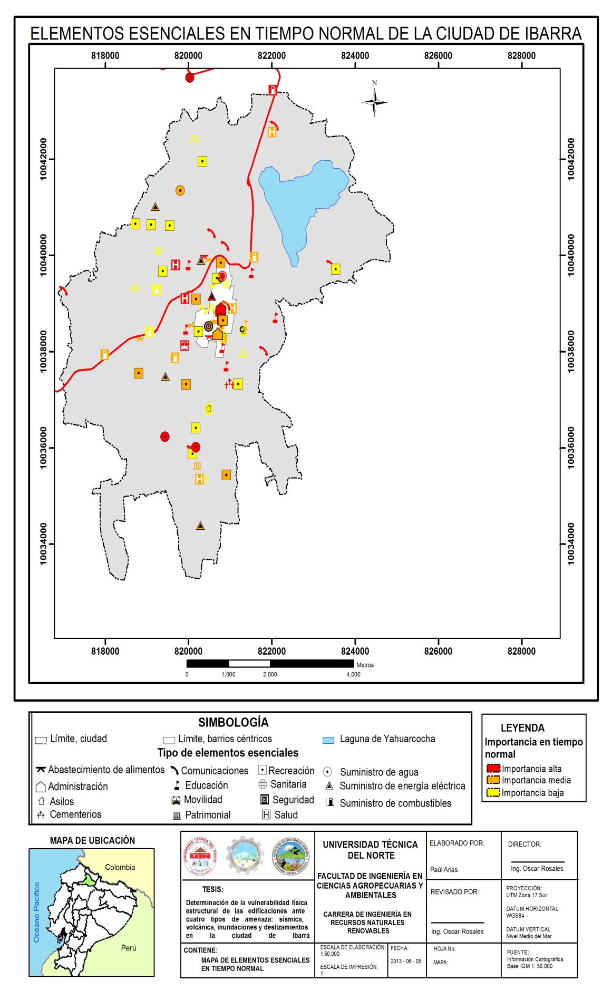 ELEMENTOS ESENCIALES EN TIEMPO NORMAL DE LA CIUDAD DE IBARRA
818000 820000 822000 824000 826000 828000
N
10042000 10042000
10040000 10040000
10038000 10038000
10036000 10036000
10034000 10034000
818000 820000 822000 824000 826000 828000
Metros
0 1,000 2,000 4,000
SIMBOLOGÍA
Límite, ciudad
Límite, barrios céntricos
Laguna de Yahuarcocha
Tipo de elementos esenciales
Abastecimiento de alimentos
Administración
Asilos
Cementerios
Comunicaciones
Educación
Movilidad
Patrimonial
Recreación
Sanitaria
Seguridad
Salud
Suministro de agua
Suministro de energía eléctrica
Suministro de combustibles
LEYENDA
Importancia en tiempo
normal
Importancia alta
Importancia media
Importancia baja
MAPA DE UBICACIÓN
Colombia
Océano Pacífico
Perú
UTN
TESIS:
Determinación de la vulnerabilidad física
estructural de las edificaciones ante
cuatro tipos de amenaza: sísmica,
volcánica, inundaciones y deslizamientos
en la ciudad de Ibarra
CONTIENE:
MAPA DE ELEMENTOS ESENCIALES
EN TIEMPO NORMAL
UNIVERSIDAD TÉCNICA
DEL NORTE
FACULTAD DE INGENIERÍA EN
CIENCIAS AGROPECUARIAS Y
AMBIENTALES
CARRERA DE INGENIERÍA EN
RECURSOS NATURALES
RENOVABLES
ESCALA DE ELABORACIÓN:
1:50.000
ESCALA DE IMPRESIÓN:
1:
FECHA:
2013 - 06 - 05
ELABORADO POR:
Paúl Arias
REVISADO POR:
Ing. Oscar Rosales
HOJA No:
MAPA:
DIRECTOR:
Ing. Oscar Rosales
PROYECCIÓN:
UTM Zona 17 Sur
DATUM HORIZONTAL:
WGS84
DATUM VERTICAL
Nivel Medio del Mar
FUENTE:
Información Cartográfica
Base IGM 1: 50.000